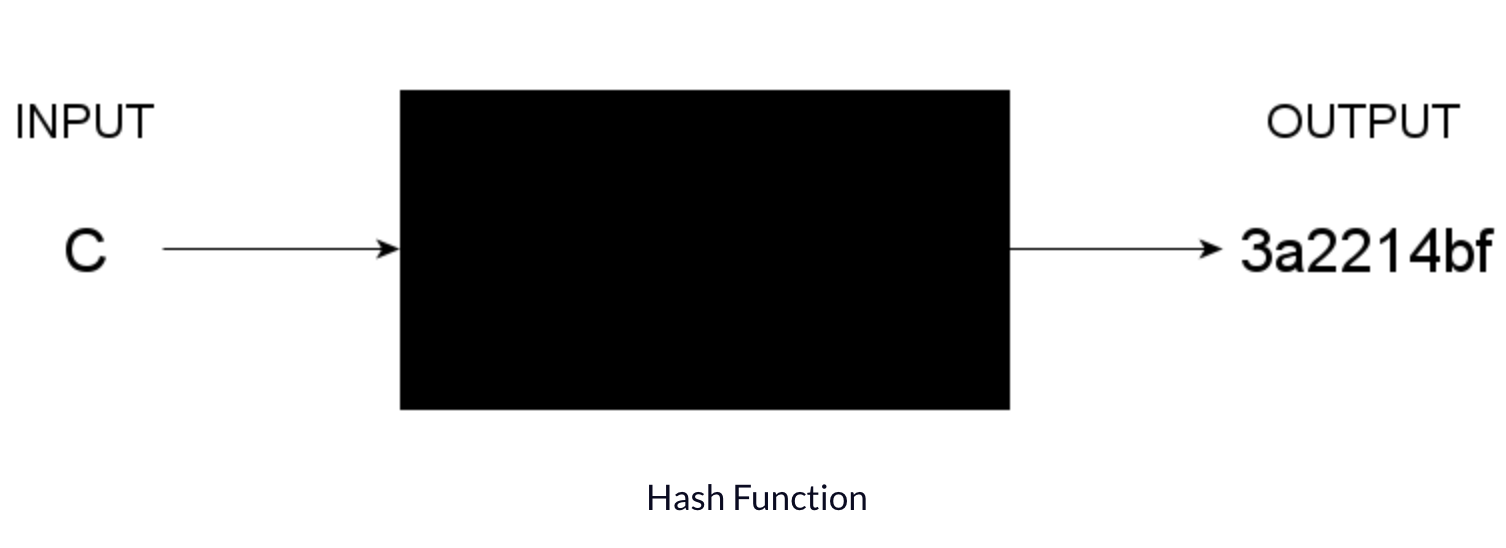 INPUT
OUTPUT
C
3a2214bf
Hash Function